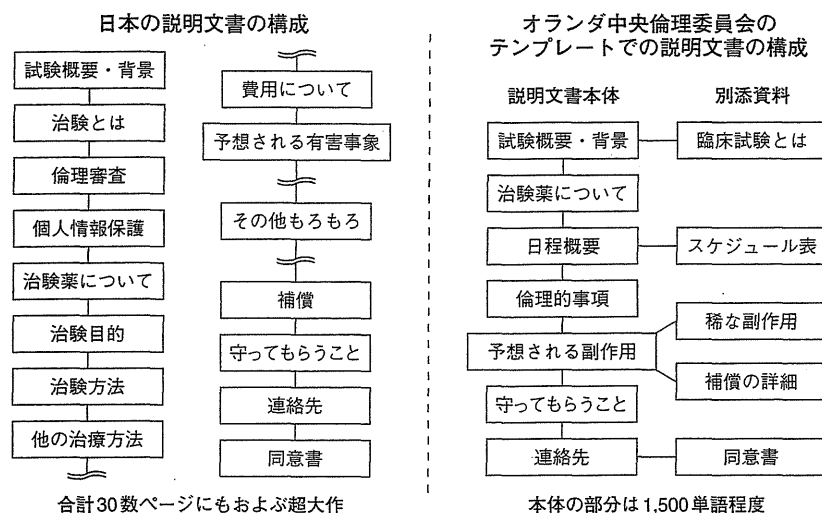 日本の説明文書の構成
試験概要・背景
治験とは
倫理審査
個人情報保護
治験薬について
治験目的
治験方法
他の治療方法
費用について
予想される有害事象
その他もろもろ
補償
守ってもらうこと
連絡先
同意書
合計30数ページにもおよぶ超大作
オランダ中央倫理委員会の
テンプレートでの説明文書の構成
説明文書本体
別添資料
試験概要・背景
臨床試験とは
治験薬について
日程概要
スケジュール表
倫理的事項
予想される副作用
稀な副作用
補償の詳細
守ってもらうこと
連絡先
同意書
本体の部分は1,500単語程度